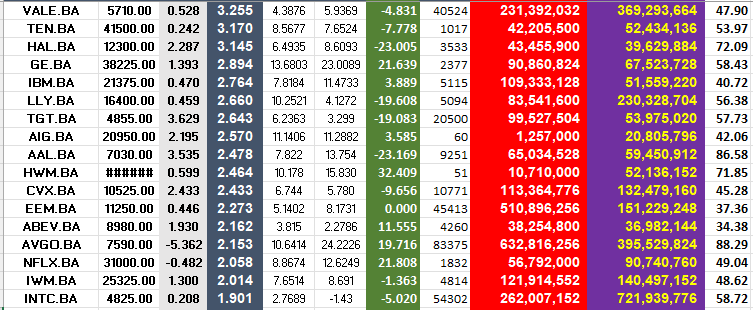 VALE.BA 5710.00 0.528 3.255 4.3876 5.9369 -4.831 40524 231,392,032 369,293,664 47.90
TEN.BA 41500.00 0.242 3.170 8.5677 7.6524 -7.778 1017 42,205,500 52,434,136 53.97
HAL.BA 12300.00 2.287 3.145 6.4935 8.6093 -23.005 3533 43,455,900 39,629,884 72.09
GE.BA 38225.00 1.393 2.894 13.6803 23.0089 21.639 2377 90,860,824 67,523,728 58.43
IBM.BA 21375.00 0.470 2.764 7.8184 11.4733 3.889 5115 109,333,128 51,559,220 40.72
LLY.BA 16400.00 0.459 2.660 10.2521 4.1272 -19.608 5094 83,541,600 230,328,704 56.38
TGT.BA 4855.00 3.629 2.643 6.2363 3.299 -19.083 20500 99,527,504 53,975,020 57.73
AIG.BA 20950.00 2.195 2.570 11.1406 11.2882 3.585 60 1,257,000 20,805,796 42.06
AAL.BA 7030.00 3.535 2.478 7.822 13.754 -23.169 9251 65,034,528 59,450,912 86.58
HWM.BA ###### 0.599 2.464 10.178 15.830 32.409 51 10,710,000 52,136,152 71.85
CVX.BA 10525.00 2.433 2.433 6.744 5.780 -9.656 10771 113,364,776 132,479,160 45.28
EEM.BA 11250.00 0.446 2.273 5.1402 8.1731 0.000 45413 510,896,256 151,229,248 37.36
ABEV.BA 8980.00 1.930 2.162 3.815 2.2786 11.555 4260 38,254,800 36,982,144 34.38
AVGO.BA 7590.00 -5.362 2.153 10.6414 24.2226 19.716 83375 632,816,256 395,529,824 88.29
NFLX.BA 31000.00 -0.482 2.058 8.8674 12.6249 21.808 1832 56,792,000 90,740,760 49.04
IWM.BA 25325.00 1.300 2.014 7.6514 8.691 -1.363 4814 121,914,552 140,497,152 48.62
INTC.BA 4825.00 0.208 1.901 2.7689 -1.43 -5.020 54302 262,007,152 721,939,776 58.72